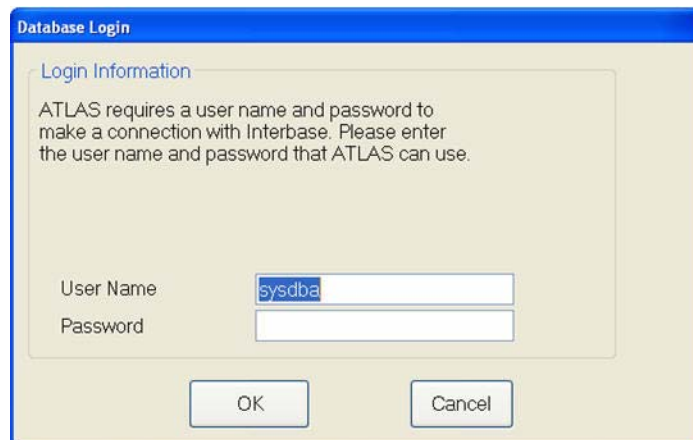 Database Login
Login Information
ATLAS requires a user name and password to
make a connection with Interbase. Please enter
the user name and password that ATLAS can use.
User Name
sysdba
Password
OK
Cancel